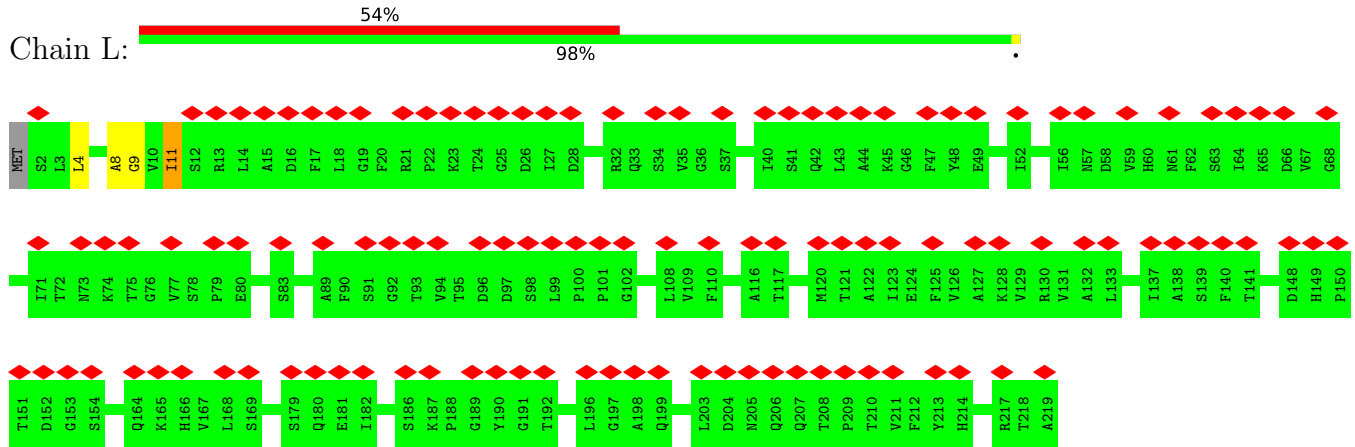 54%
Chain L:
98%
.
MET S2 L3 L4 A8 G9 V10 I11 S12 R13 L14 A15 D16 F17 L18 G19 F20 R21 P22 K23 T24 G25 D26 I27 D28 R32 Q33 S34 V35 G36 S37 I40 S41 Q42 L43 A44 K45 G46 F47 Y48 E49 I52 I56 N57 D58 V59 H60 N61 F62 S63 I64 K65 D66 V67 G68
I71 T72 N73 K74 T75 G76 V77 S78 P79 E80 S83 A89 F90 S91 G92 T93 V94 T95 D96 D97 S98 L99 P100 P101 G102 L108 V109 F110 A116 T117 M120 T121 A122 I123 E124 F125 V126 A127 K128 V129 R130 V131 A132 L133 I137 A138 S139 F140 T141 D148 H149 P150
T151 D152 G153 S154 Q164 K165 H166 V167 L168 S169 S179 Q180 E181 I182 S186 K187 P188 G189 Y190 G191 T192 L196 G197 A198 Q199 L203 D204 N205 Q206 Q207 T208 P209 T210 V211 F212 Y213 H214 R217 T218 A219